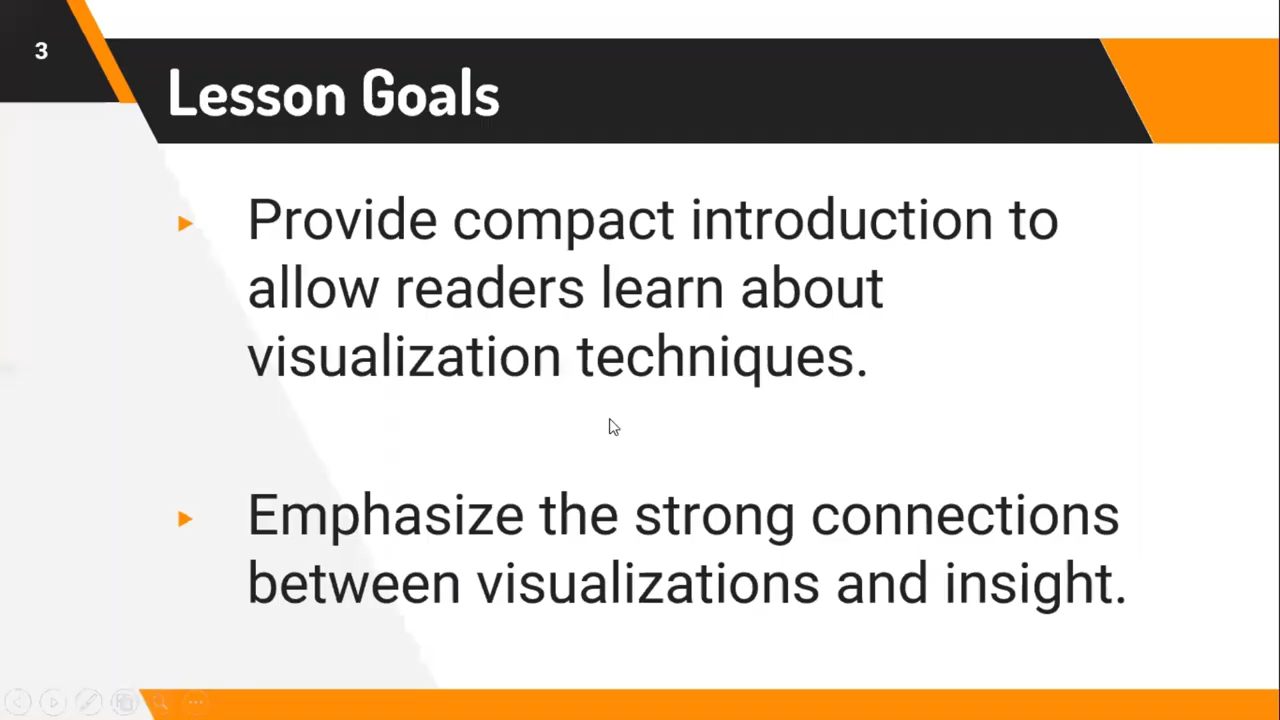 3
Lesson Goals
Provide compact introduction to
allow readers learn about
visualization techniques.
Emphasize the strong connections
between visualizations and insight.